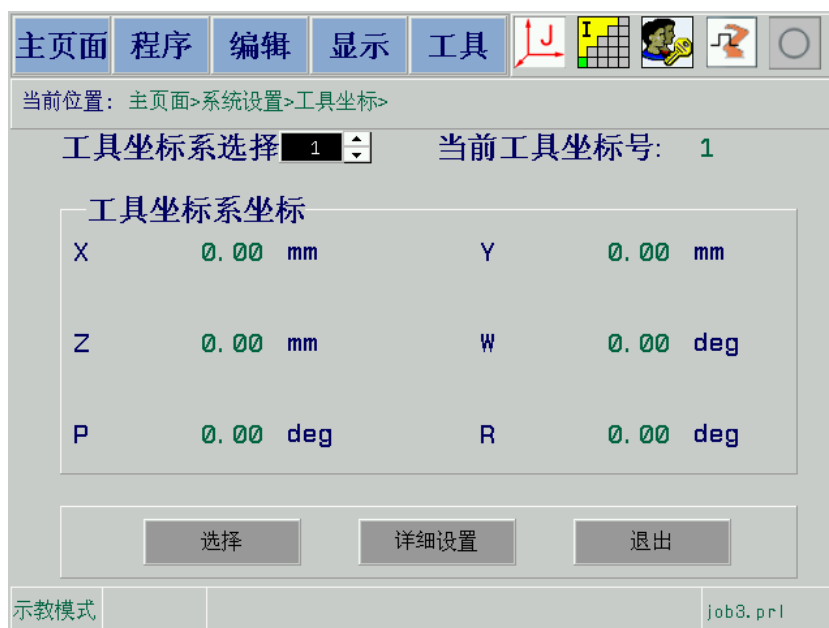 主页面 程序 编辑 显示 工具 J I
当前位置: 主页面>系统设置>工具坐标>
工具坐标系选择 1 当前工具坐标号: 1
工具坐标系坐标
X 0.00 mm Y 0.00 mm
Z 0.00 mm W 0.00 deg
P 0.00 deg R 0.00 deg
选择 详细设置 退出
示教模式 job3.prl